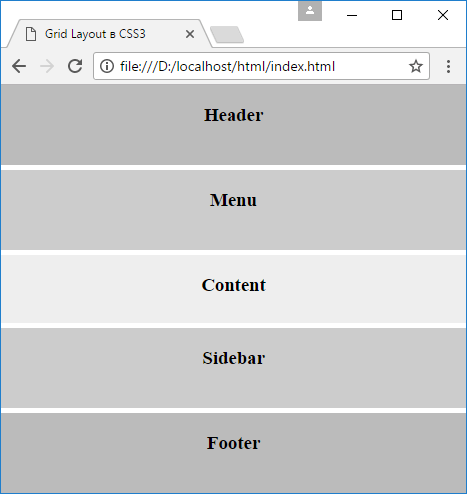 Grid Layout в CSS3
file:///D:/localhost/html/index.html
Header
Menu
Content
Sidebar
Footer